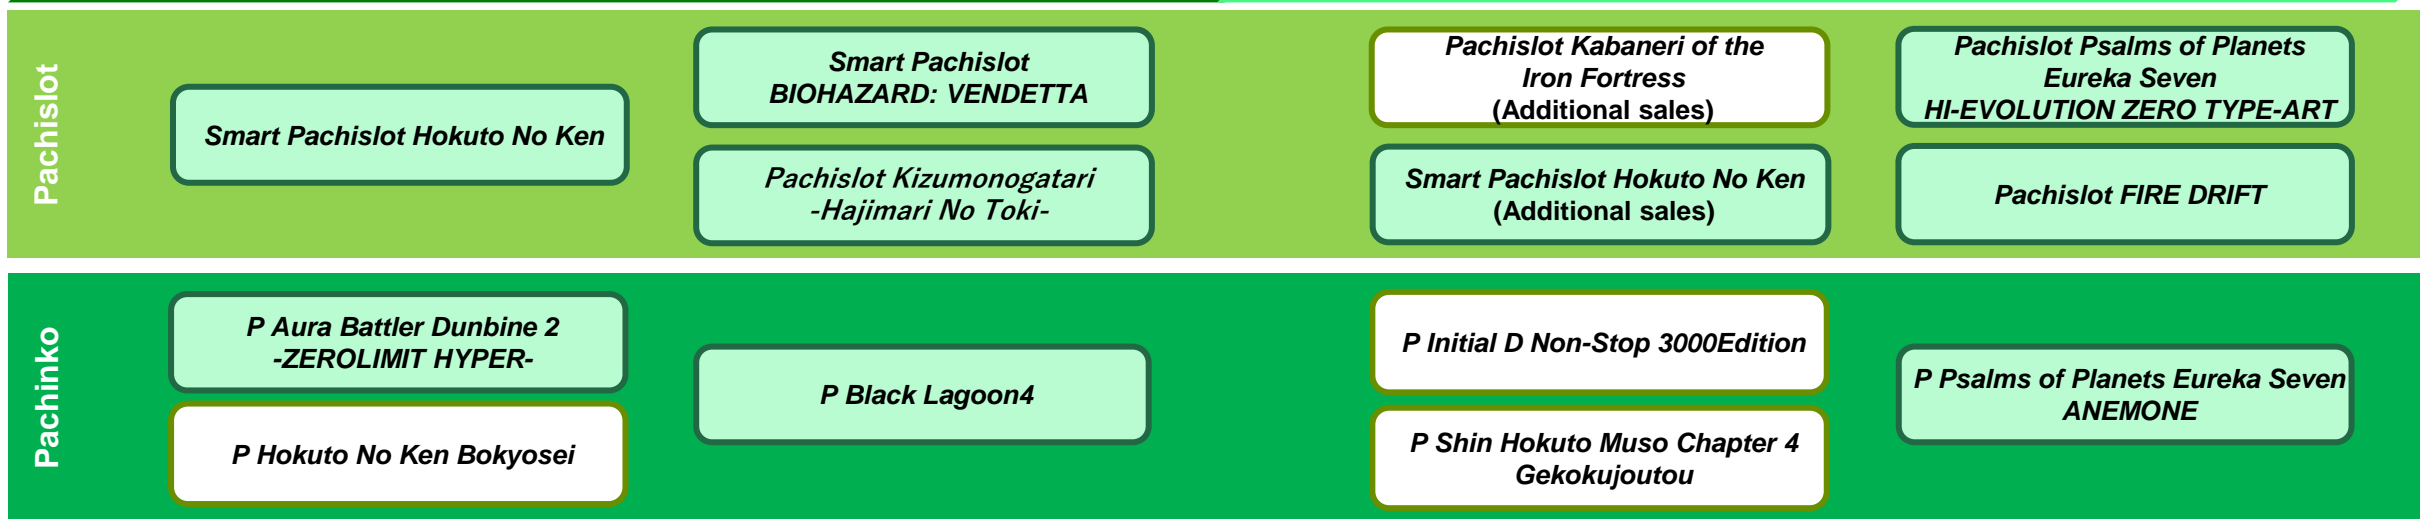 Pachislot
Smart Pachislot Hokuto No Ken
Smart Pachislot
BIOHAZARD: VENDETTA
Pachislot Kizumonogatari
-Hajimari No Toki-
Pachislot Kabaneri of the
Iron Fortress
(Additional sales)
Smart Pachislot Hokuto No Ken
(Additional sales)
Pachislot Psalms of Planets
Eureka Seven
HI-EVOLUTION ZERO TYPE-ART
Pachislot FIRE DRIFT
Pachinko
P Aura Battler Dunbine 2
-ZEROLIMIT HYPER-
P Hokuto No Ken Bokyosei
P Black Lagoon4
P Initial D Non-Stop 3000Edition
P Shin Hokuto Muso Chapter 4
Gekokujoutou
P Psalms of Planets Eureka Seven
ANEMONE